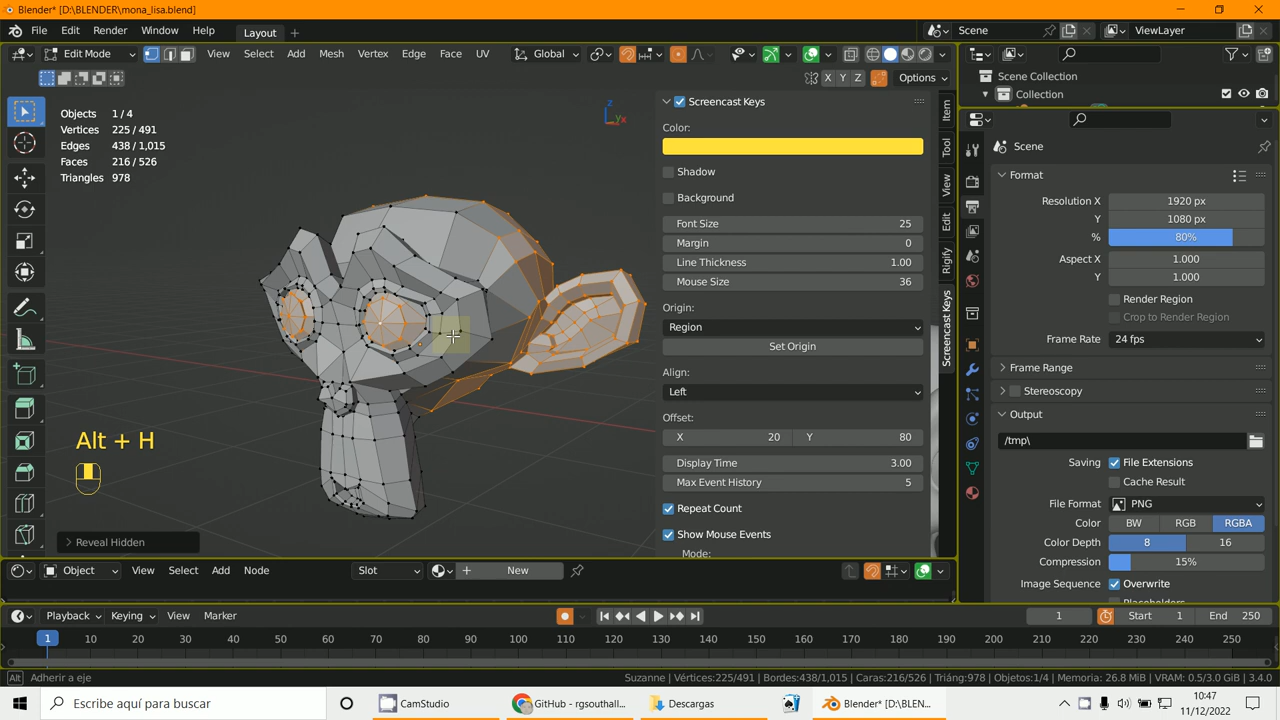 Blender* [D:\BLENDER\mona_lisa.blend]
File Edit Render Window Help Layout + Scene ViewLayer
Edit Mode View Select Add Mesh Vertex Edge Face UV Global
X Y Z Options
Scene Collection
Collection
Objects 1 / 4
Vertices 225 / 491
Edges 438 / 1,015
Faces 216 / 526
Triangles 978
Z
Y X
Screencast Keys
Color:
Shadow
Background
Font Size 25
Margin 0
Line Thickness 1.00
Mouse Size 36
Origin:
Region
Set Origin
Align:
Left
Offset:
X 20 Y 80
Display Time 3.00
Max Event History 5
Repeat Count
Show Mouse Events
Mode:
Item
Tool
View
Edit
Rigify
Screencast Keys
Scene
Format
Resolution X 1920 px
Y 1080 px
% 80%
Aspect X 1.000
Y 1.000
Render Region
Crop to Render Region
Frame Rate 24 fps
Frame Range
Stereoscopy
Output
/tmp\
Saving File Extensions
Cache Result
File Format PNG
Color BW RGB RGBA
Color Depth 8 16
Compression 15%
Image Sequence Overwrite
Placeholders
Alt + H
Reveal Hidden
Object View Select Add Node Slot + New
Playback Keying View Marker 1 Start 1 End 250
1 10 20 30 40 50 60 70 80 90 100 110 120 130 140 150 160 170 180 190 200 210 220 230 240 250
Alt Adherir a eje Suzanne | Vértices:225/491 | Bordes:438/1,015 | Caras:216/526 | Triáng:978 | Objetos:1/4 | Memoria: 26.8 MiB | VRAM: 0.5/3.0 GiB | 3.4.0
Escribe aquí para buscar CamStudio GitHub - rgsouthall... Descargas Blender* [D:\BLEN... 10:47
11/12/2022